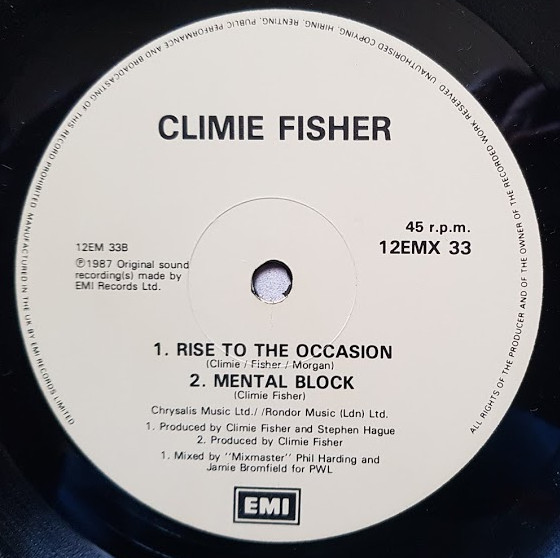 UNAUTHORISED COPYING, HIRING, RENTING, PUBLIC PERFORMANCE AND BROADCASTING OF THIS RECORD PROHIBITED. MANUFACTURED IN THE UK BY EMI RECORDS LIMITED
ALL RIGHTS OF THE PRODUCER AND OF THE OWNER OF THE RECORDED WORK RESERVED.
CLIMIE FISHER
45 r.p.m.
12EMX 33
12EM 33B
℗1987 Original sound
recording(s) made by
EMI Records Ltd.
1. RISE TO THE OCCASION
(Climie / Fisher / Morgan)
2. MENTAL BLOCK
(Climie Fisher)
Chrysalis Music Ltd./ /Rondor Music (Ldn) Ltd.
1. Produced by Climie Fisher and Stephen Hague
2. Produced by Climie Fisher
1. Mixed by "Mixmaster" Phil Harding and
Jamie Bromfield for PWL
EMI